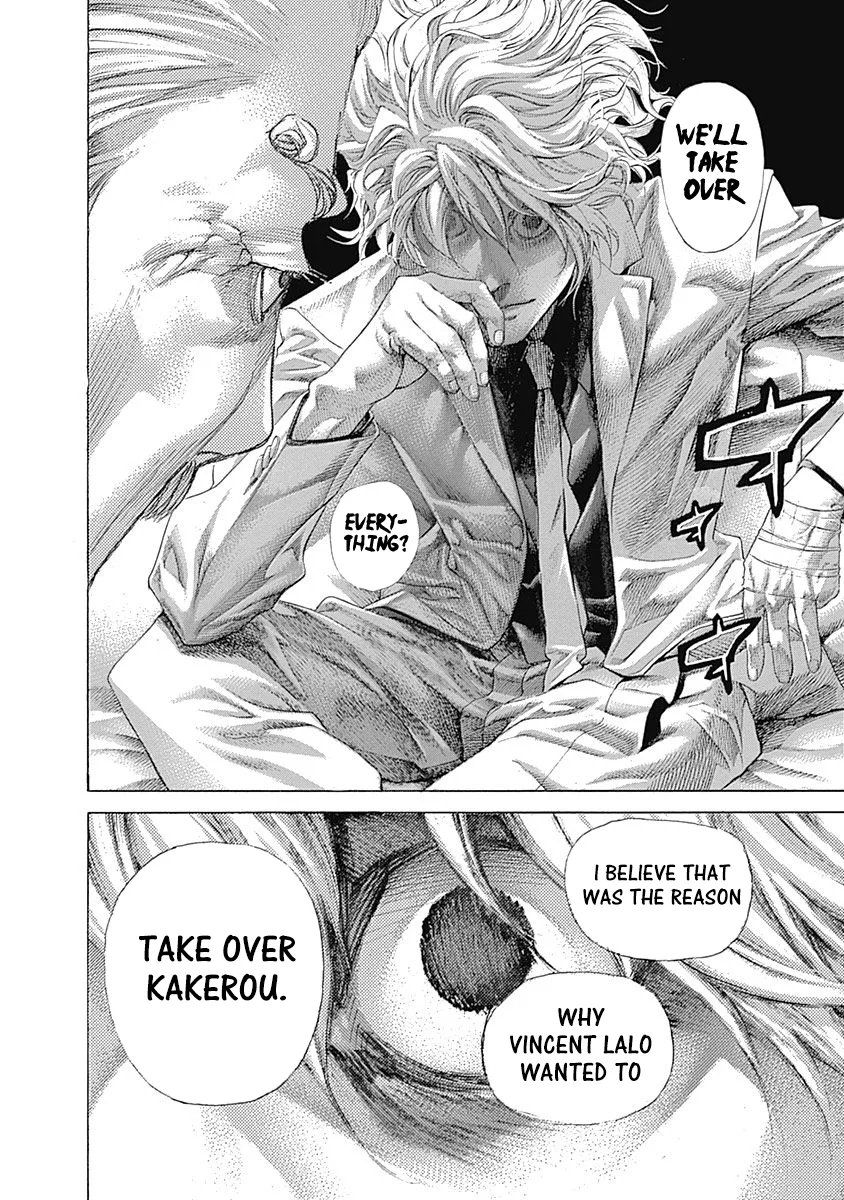 WE'LL
TAKE
OVER
EVERY-
THING?
I BELIEVE THAT
WAS THE REASON
WHY
VINCENT LALO
WANTED TO
TAKE OVER
KAKEROU.